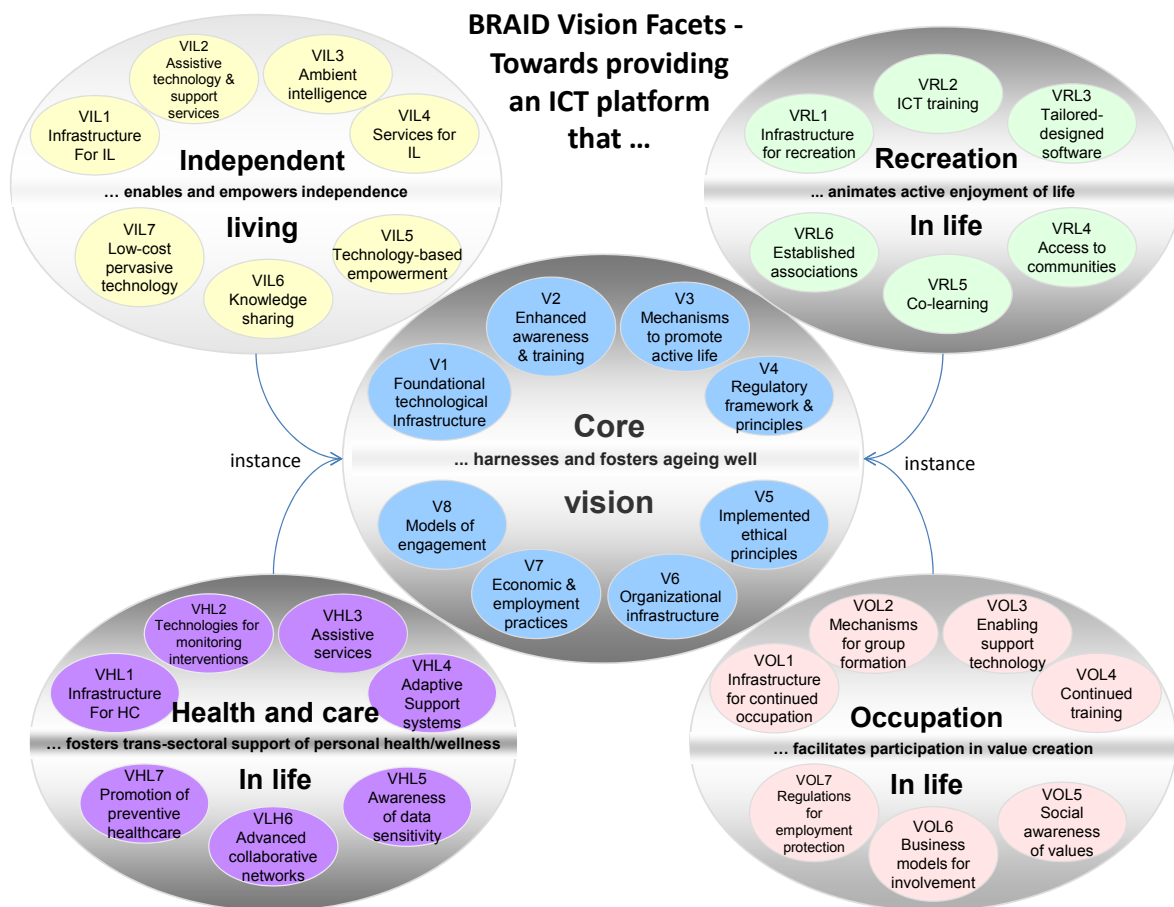 BRAID Vision Facets -
Towards providing
an ICT platform
that ...
VIL1
Infrastructure
For IL
VIL2
Assistive
technology &
support
services
VIL3
Ambient
intelligence
VIL4
Services for
IL
Independent
... enables and empowers independence
living
VIL7
Low-cost
pervasive
technology
VIL6
Knowledge
sharing
VIL5
Technology-based
empowerment
VRL1
Infrastructure
for recreation
VRL2
ICT training
VRL3
Tailored-
designed
software
Recreation
... animates active enjoyment of life
In life
VRL6
Established
associations
VRL5
Co-learning
VRL4
Access to
communities
V1
Foundational
technological
Infrastructure
V2
Enhanced
awareness
& training
V3
Mechanisms
to promote
active life
V4
Regulatory
framework &
principles
Core
... harnesses and fosters ageing well
vision
V8
Models of
engagement
V7
Economic &
employment
practices
V6
Organizational
infrastructure
V5
Implemented
ethical
principles
instance
instance
VHL1
Infrastructure
For HC
VHL2
Technologies for
monitoring
interventions
VHL3
Assistive
services
VHL4
Adaptive
Support
systems
Health and care
... fosters trans-sectoral support of personal health/wellness
In life
VHL7
Promotion of
preventive
healthcare
VLH6
Advanced
collaborative
networks
VHL5
Awareness
of data
sensitivity
VOL1
Infrastructure
for continued
occupation
VOL2
Mechanisms
for group
formation
VOL3
Enabling
support
technology
VOL4
Continued
training
Occupation
... facilitates participation in value creation
In life
VOL7
Regulations
for
employment
protection
VOL6
Business
models for
involvement
VOL5
Social
awareness
of values